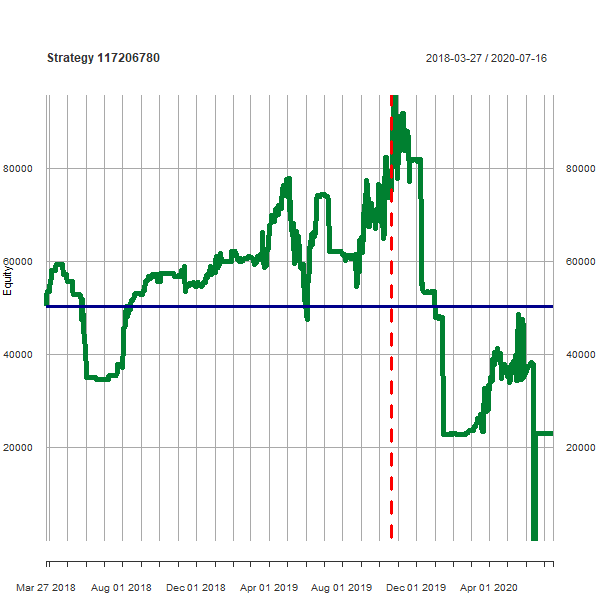 Strategy 117206780
2018-03-27 / 2020-07-16
80000
80000
60000
60000
Equity
40000
40000
20000
20000
Mar 27 2018
Aug 01 2018
Dec 01 2018
Apr 01 2019
Aug 01 2019
Dec 01 2019
Apr 01 2020